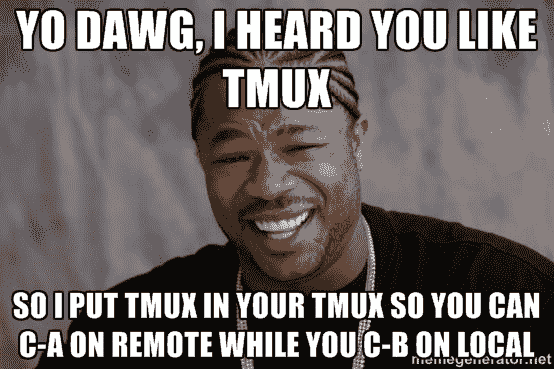 YO DAWG, I HEARD YOU LIKE
TMUX
SO I PUT TMUX IN YOUR TMUX SO YOU CAN
C-A ON REMOTE WHILE YOU C-B ON LOCAL
memegenerator.net